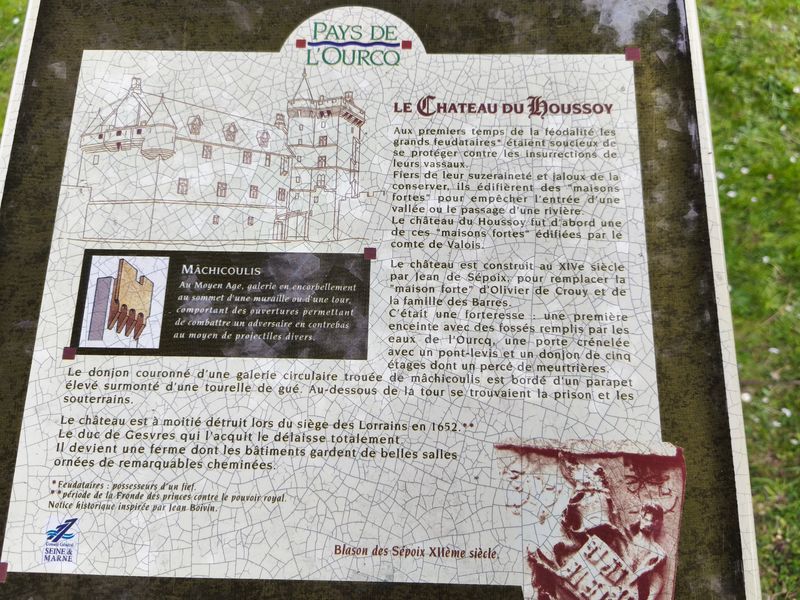 PAYS DE
L'OURCQ
LE CHATEAU DU HOUSSOY
Aux premiers temps de la féodalité les
grands feudataires* étaient soucieux de
se protéger contre les insurrections de
leurs vassaux.
Fiers de leur suzeraineté et jaloux de la
conserver, ils édifièrent des "maisons
fortes" pour empêcher l'entrée d'une
vallée ou le passage d'une rivière.
Le château du Houssoy fut d'abord une
de ces "maisons fortes" édifiées par le
comte de Valois.
Le château est construit au XIVe siècle
par Jean de Sépoix, pour remplacer la
"maison forte" d'Olivier de Crouy et de
la famille des Barres.
C'était une forteresse : une première
enceinte avec des fossés remplis par les
eaux de l'Ourcq, une porte crénelée
avec un pont-levis et un donjon de cinq
étages dont un percé de meurtrières.
MÂCHICOULIS
Au Moyen Age, galerie en encorbellement
au sommet d'une muraille ou d'une tour,
comportant des ouvertures permettant
de combattre un adversaire en contrebas
au moyen de projectiles divers.
Le donjon couronné d'une galerie circulaire trouée de mâchicoulis est bordé d'un parapet
élevé surmonté d'une tourelle de gué. Au-dessous de la tour se trouvaient la prison et les
souterrains.
Le château est à moitié détruit lors du siège des Lorrains en 1652.**
Le duc de Gesvres qui l'acquit le délaisse totalement.
Il devient une ferme dont les bâtiments gardent de belles salles
ornées de remarquables cheminées.
*Feudataires : possesseurs d'un fief.
**période de la Fronde des princes contre le pouvoir royal.
Notice historique inspirée par Jean Boivin.
Conseil Général
SEINE &
MARNE
Blason des Sépoix XIIème siècle.